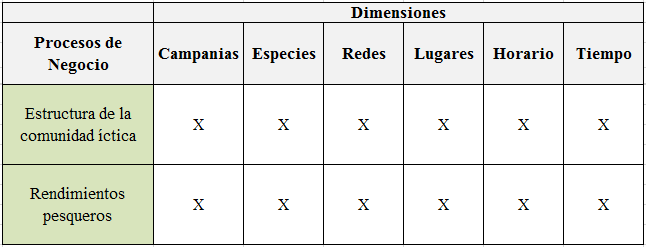 Dimensiones
Procesos de
Negocio
Campanias Especies Redes Lugares Horario Tiempo
Estructura de la
comunidad íctica
X X X X X X
Rendimientos
pesqueros
X X X X X X